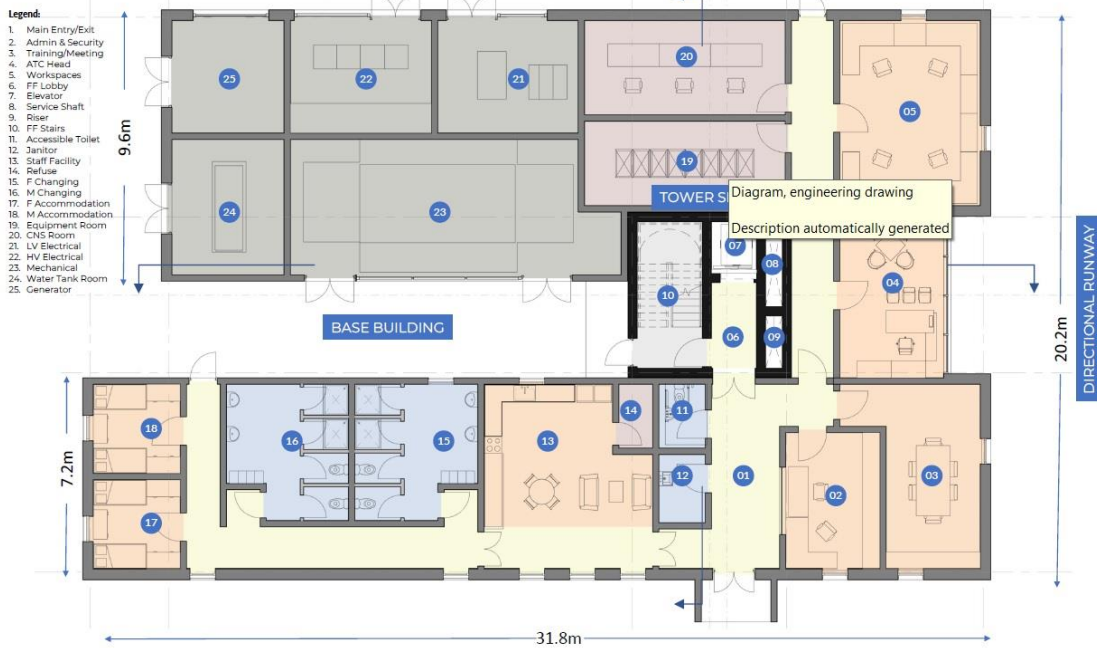 Legend:
1. Main Entry/Exit
2. Admin & Security
3. Training/Meeting
4. ATC Head
5. Workspaces
6. FF Lobby
7. Elevator
8. Service Shaft
9. Riser
10. FF Stairs
11. Accessible Toilet
12. Janitor
13. Staff Facility
14. Refuse
15. F Changing
16. M Changing
17. F Accommodation
18. M Accommodation
19. Equipment Room
20. CNS Room
21. LV Electrical
22. HV Electrical
23. Mechanical
24. Water Tank Room
25. Generator
9.6m
25
22
21
20
05
19
24
23
TOWER
Diagram, engineering drawing
Description automatically generated
07
08
04
10
06
09
BASE BUILDING
20.2m
DIRECTIONAL RUNWAY
7.2m
18
16
15
13
14
11
12
01
03
02
17
31.8m